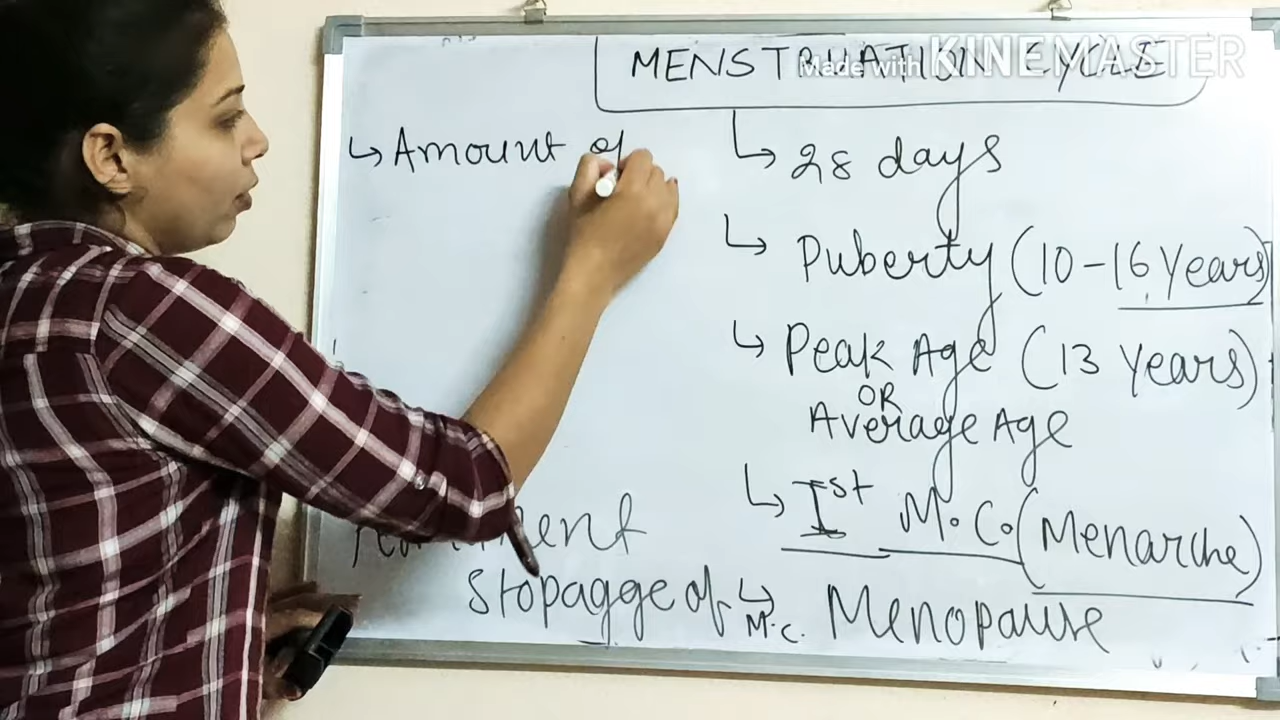 MENSTRUATION CYCLE
Made with KINEMASTER
↳ Amount of
↳ 28 days
↳ Puberty (10-16 Years)
↳ Peak Age (13 Years)
OR
Average Age
↳ Ist M.C. (Menarche)
Stopagge of M.C. ↳ Menopause